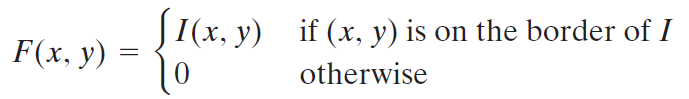 F(x, y) = { I(x, y) if (x, y) is on the border of I
0 otherwise